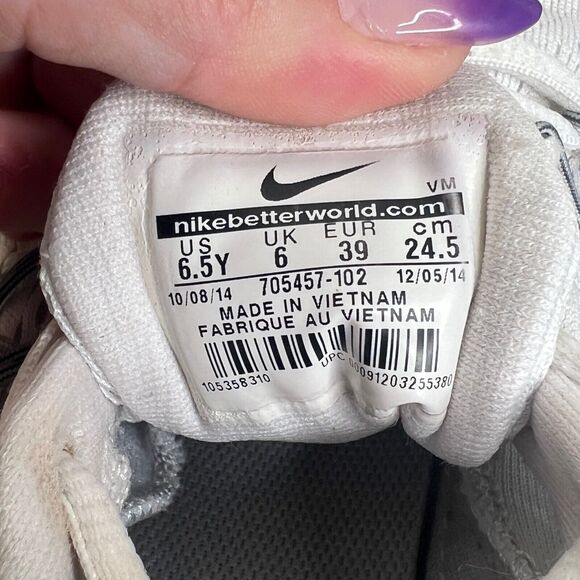 VM
nikebetterworld.com
US UK EUR cm
6.5Y 6 39 24.5
10/08/14 705457-102 12/05/14
MADE IN VIETNAM
FABRIQUE AU VIETNAM
105358310 UPC 00091203255380